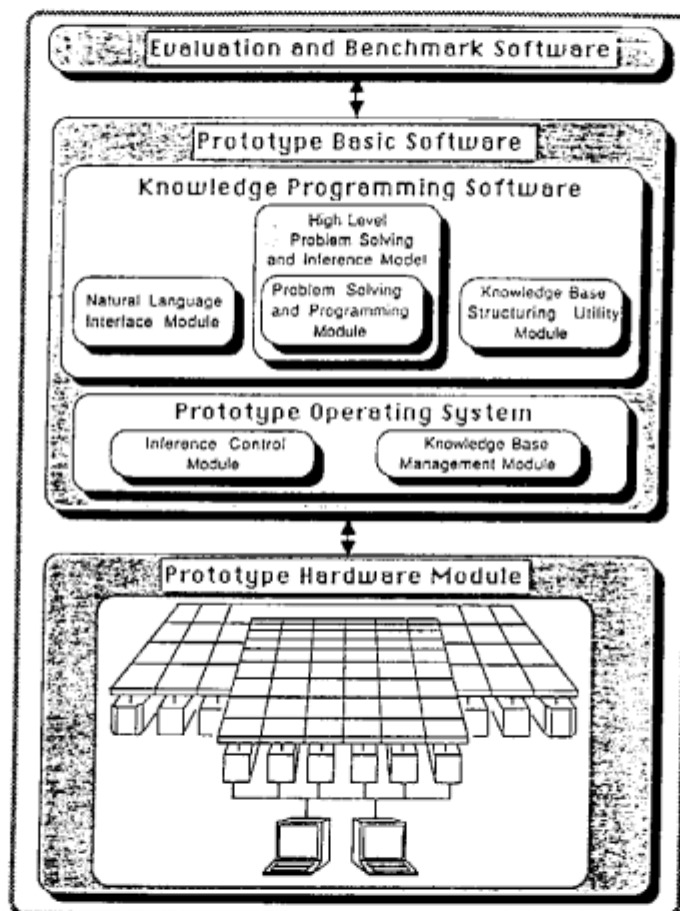 Evaluation and Benchmark Software
Prototype Basic Software
Knowledge Programming Software
High Level
Problem Solving
and Inference Model
Natural Language
Interface Module
Problem Solving
and Programming
Module
Knowledge Base
Structuring Utility
Module
Prototype Operating System
Inference Control
Module
Knowledge Base
Management Module
Prototype Hardware Module